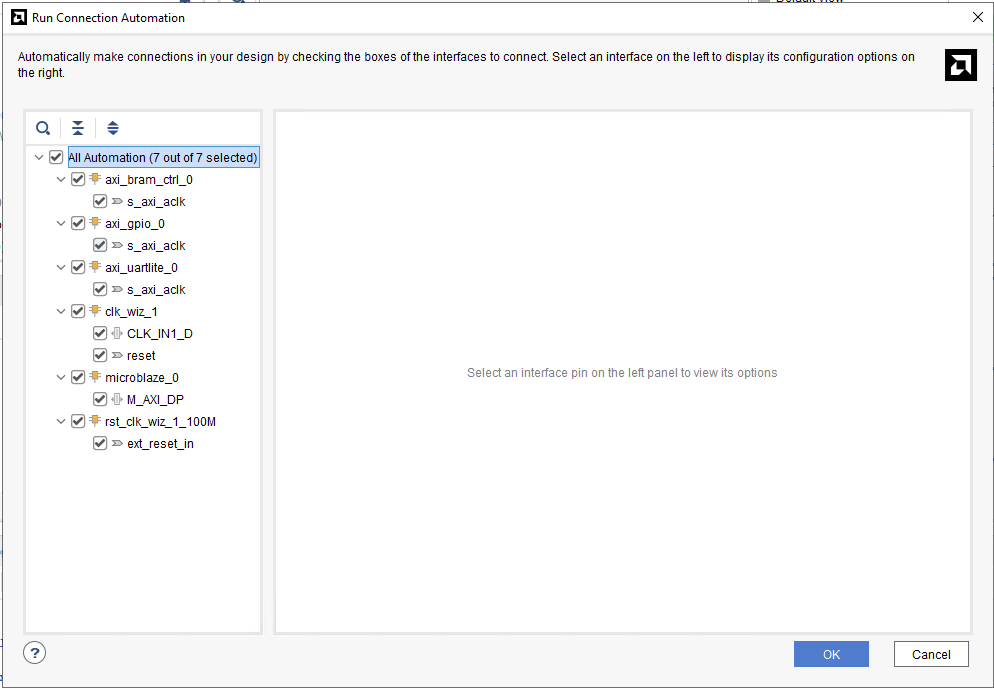 Default View
Run Connection Automation
Automatically make connections in your design by checking the boxes of the interfaces to connect. Select an interface on the left to display its configuration options on
the right.
All Automation (7 out of 7 selected)
axi_bram_ctrl_0
s_axi_aclk
axi_gpio_0
s_axi_aclk
axi_uartlite_0
s_axi_aclk
clk_wiz_1
CLK_IN1_D
reset
microblaze_0
M_AXI_DP
rst_clk_wiz_1_100M
ext_reset_in
Select an interface pin on the left panel to view its options
?
OK
Cancel